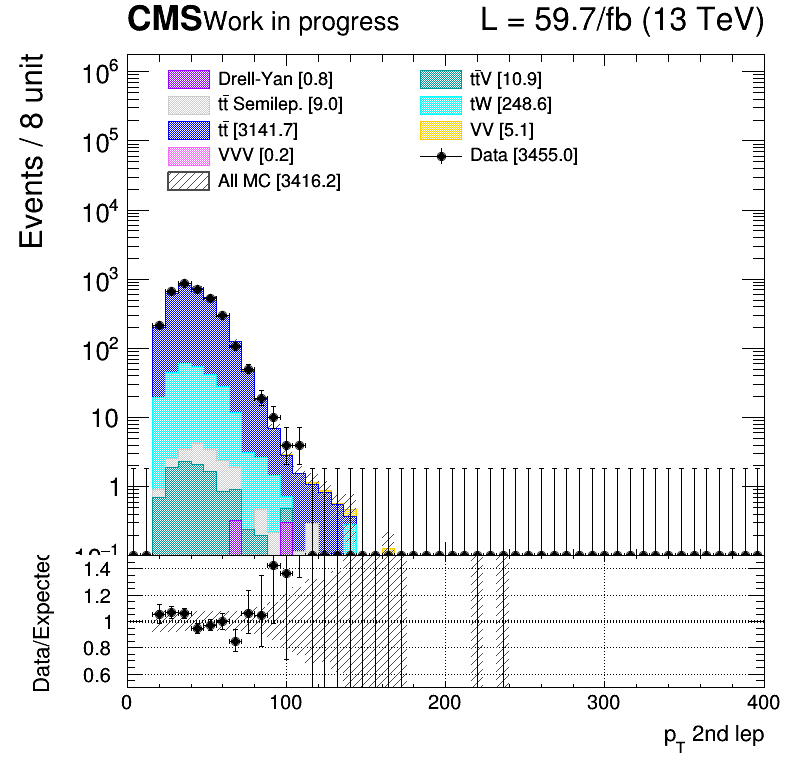 CMS Work in progress L = 59.7/fb (13 TeV)
Events / 8 unit
10⁶
10⁵
10⁴
10³
10²
10
1
10⁻¹
Drell-Yan [0.8]
tt̄ Semilep. [9.0]
tt̄ [3141.7]
VVV [0.2]
All MC [3416.2]
tt̄V [10.9]
tW [248.6]
VV [5.1]
Data [3455.0]
Data/Expected
1.4
1.2
1
0.8
0.6
0 100 200 300 400
p_T 2nd lep